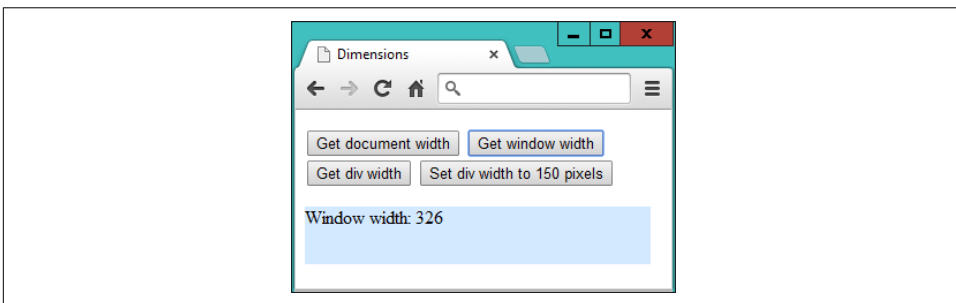 Dimensions
Get document width Get window width
Get div width Set div width to 150 pixels
Window width: 326